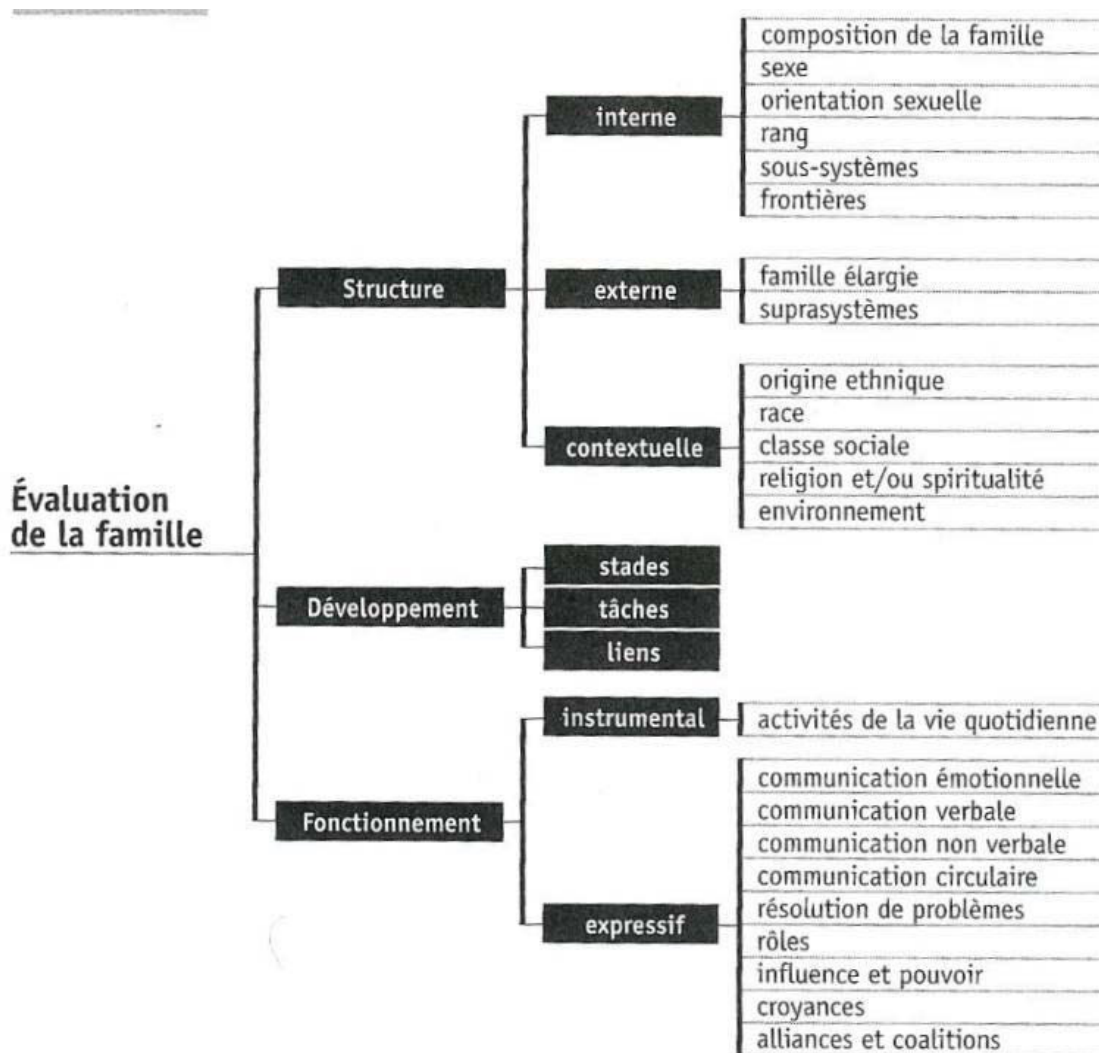 Évaluation
de la famille
Structure
interne
composition de la famille
sexe
orientation sexuelle
rang
sous-systèmes
frontières
externe
famille élargie
suprasystèmes
contextuelle
origine ethnique
race
classe sociale
religion et/ou spiritualité
environnement
Développement
stades
tâches
liens
Fonctionnement
instrumental
activités de la vie quotidienne
expressif
communication émotionnelle
communication verbale
communication non verbale
communication circulaire
résolution de problèmes
rôles
influence et pouvoir
croyances
alliances et coalitions